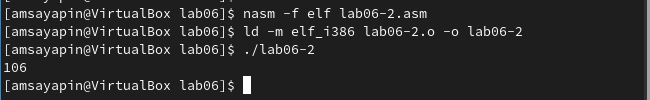 [amsayapin@VirtualBox lab06]$ nasm -f elf lab06-2.asm
[amsayapin@VirtualBox lab06]$ ld -m elf_i386 lab06-2.o -o lab06-2
[amsayapin@VirtualBox lab06]$ ./lab06-2
106
[amsayapin@VirtualBox lab06]$